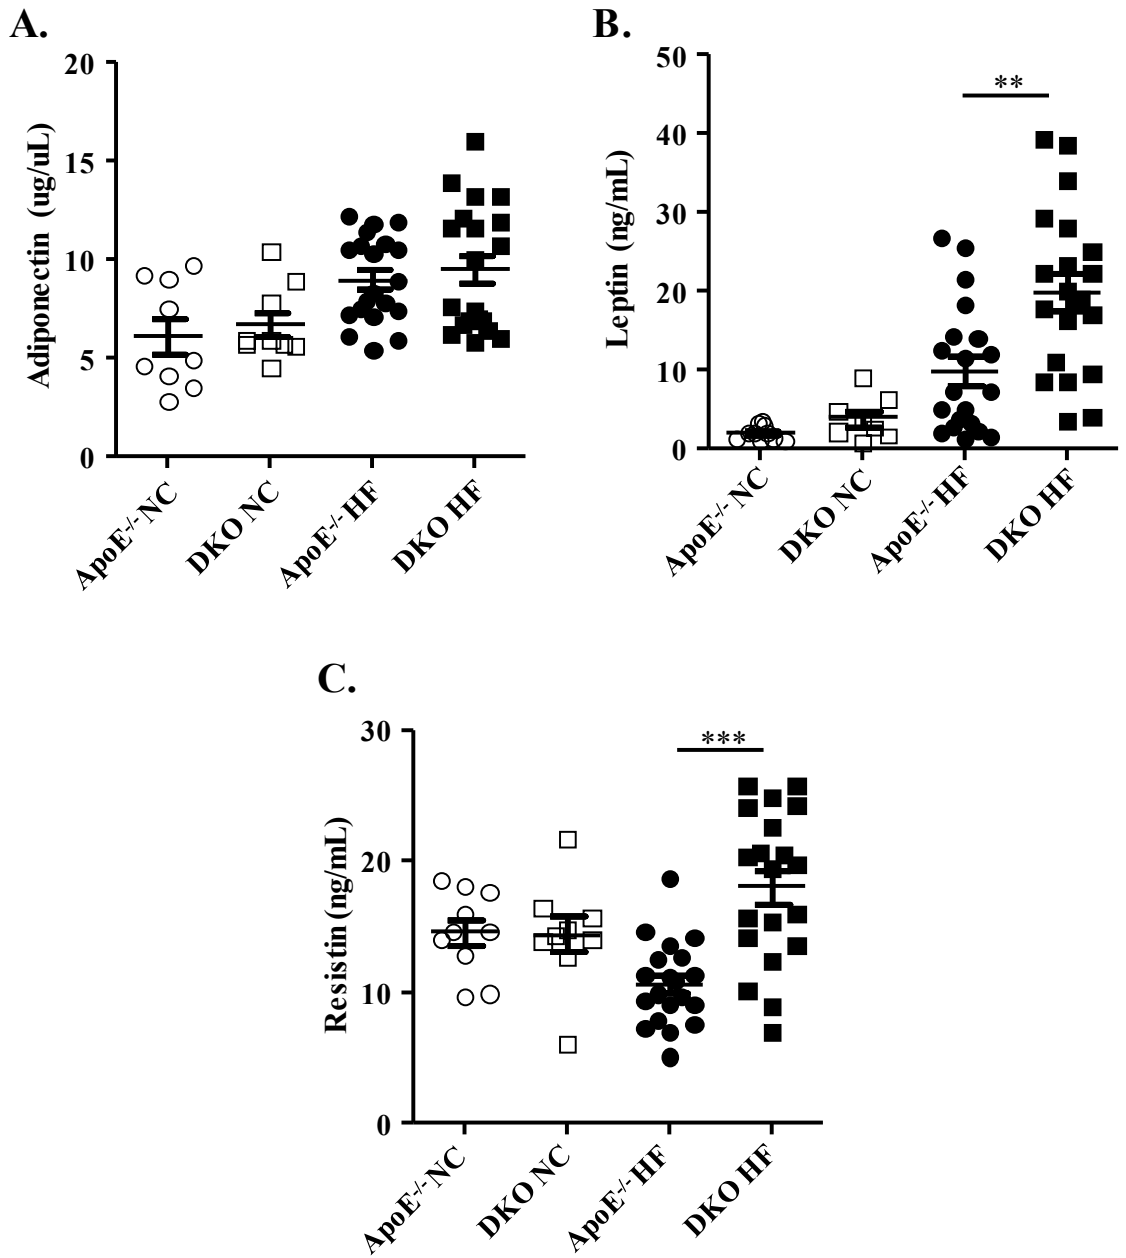 A.
20
15
10
5
0
Adiponectin (ug/uL)
ApoE-/- NC
DKO NC
ApoE-/- HF
DKO HF
B.
50
40
30
20
10
0
Leptin (ng/mL)
**
ApoE-/- NC
DKO NC
ApoE-/- HF
DKO HF
C.
30
20
10
0
Resistin (ng/mL)
***
ApoE-/- NC
DKO NC
ApoE-/- HF
DKO HF